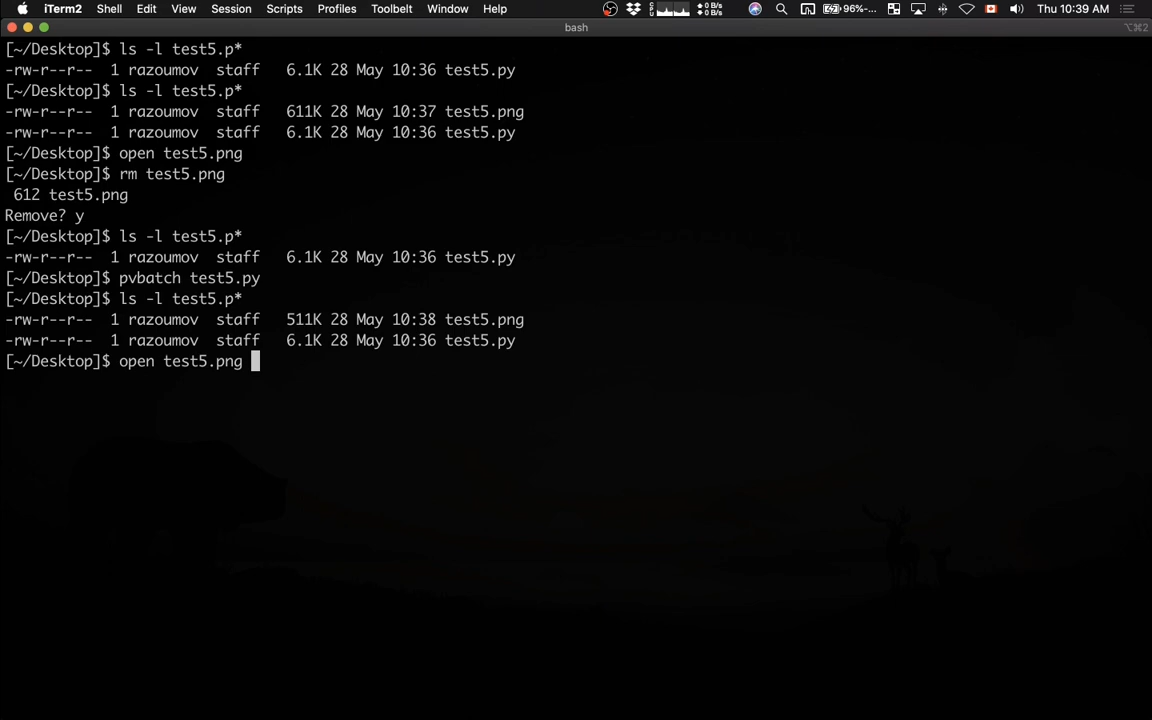 iTerm2 Shell Edit View Session Scripts Profiles Toolbelt Window Help 0 B/s 0 B/s 96%-... Thu 10:39 AM
bash ⌥⌘2
[~/Desktop]$ ls -l test5.p*
-rw-r--r-- 1 razoumov staff 6.1K 28 May 10:36 test5.py
[~/Desktop]$ ls -l test5.p*
-rw-r--r-- 1 razoumov staff 611K 28 May 10:37 test5.png
-rw-r--r-- 1 razoumov staff 6.1K 28 May 10:36 test5.py
[~/Desktop]$ open test5.png
[~/Desktop]$ rm test5.png
612 test5.png
Remove? y
[~/Desktop]$ ls -l test5.p*
-rw-r--r-- 1 razoumov staff 6.1K 28 May 10:36 test5.py
[~/Desktop]$ pvbatch test5.py
[~/Desktop]$ ls -l test5.p*
-rw-r--r-- 1 razoumov staff 511K 28 May 10:38 test5.png
-rw-r--r-- 1 razoumov staff 6.1K 28 May 10:36 test5.py
[~/Desktop]$ open test5.png